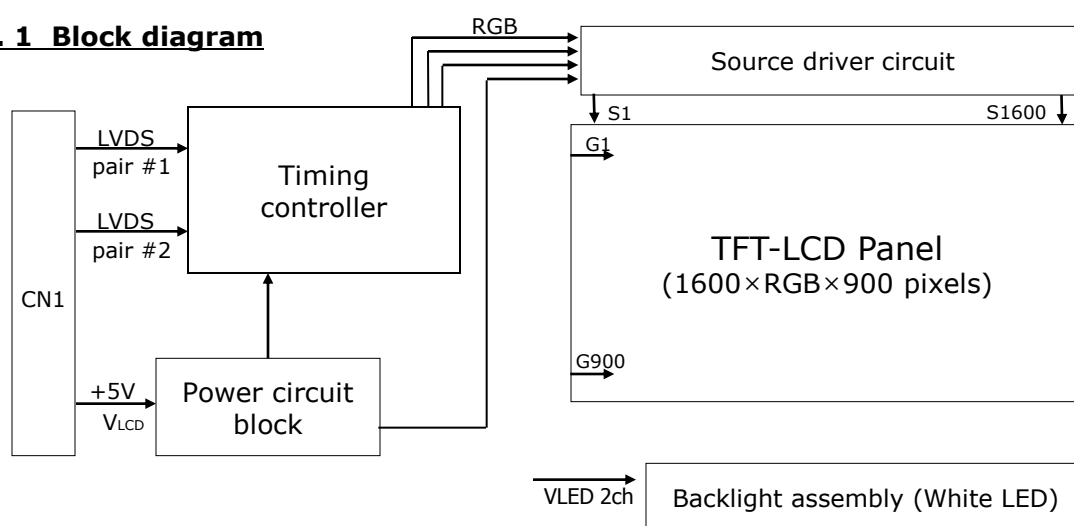 . 1 Block diagram
RGB
Source driver circuit
S1
S1600
LVDS
pair #1
G1
Timing
controller
LVDS
pair #2
TFT-LCD Panel
(1600×RGB×900 pixels)
CN1
G900
+5V
VLCD
Power circuit
block
VLED 2ch
Backlight assembly (White LED)